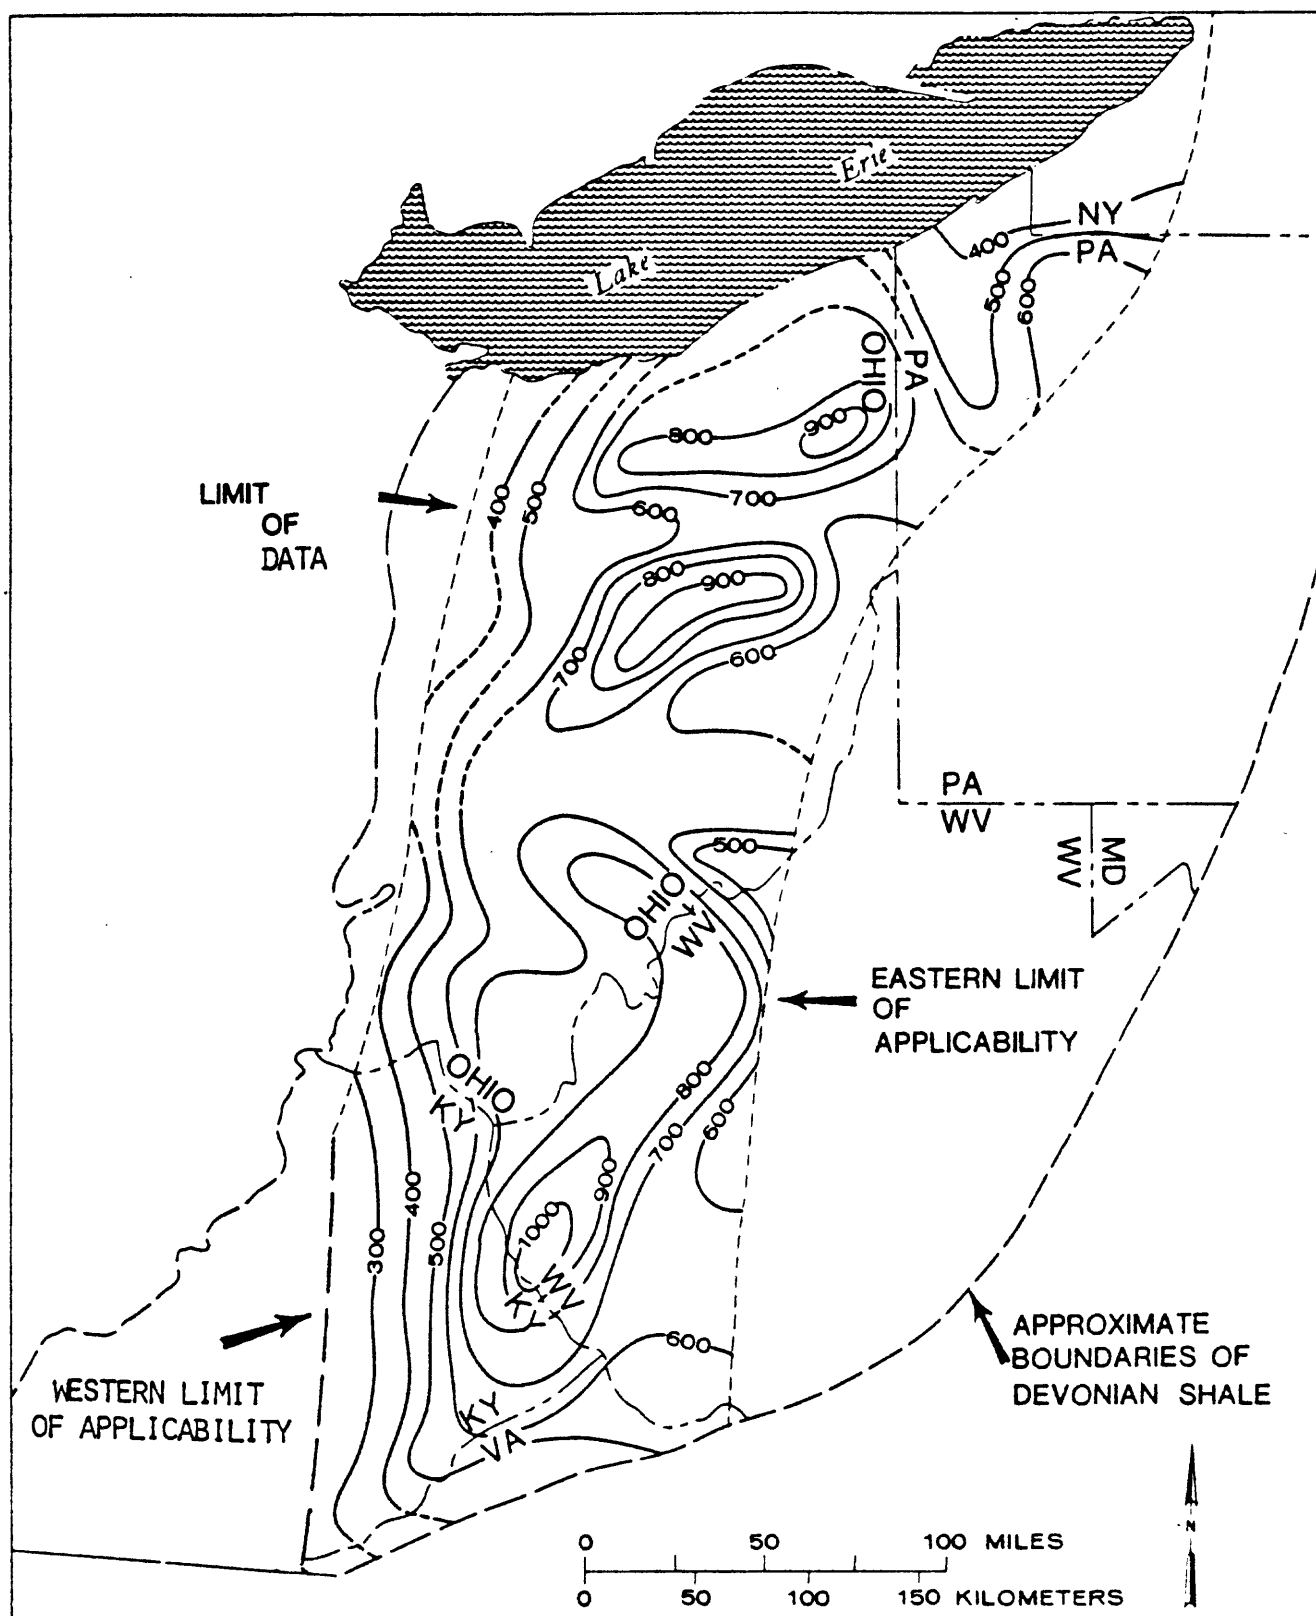 Erie
Lake
NY
400
PA
500
600
OHIO
PA
900
800
700
LIMIT
OF
DATA
400
500
600
800
900
700
600
PA
WV
MD
WV
500
OHIO
WV
EASTERN LIMIT
OF
APPLICABILITY
OHIO
KY
800
600
700
900
400
1000
500
300
WV
KY
600
APPROXIMATE
BOUNDARIES OF
DEVONIAN SHALE
WESTERN LIMIT
OF APPLICABILITY
KY
VA
N
0 50 100 MILES
0 50 100 150 KILOMETERS